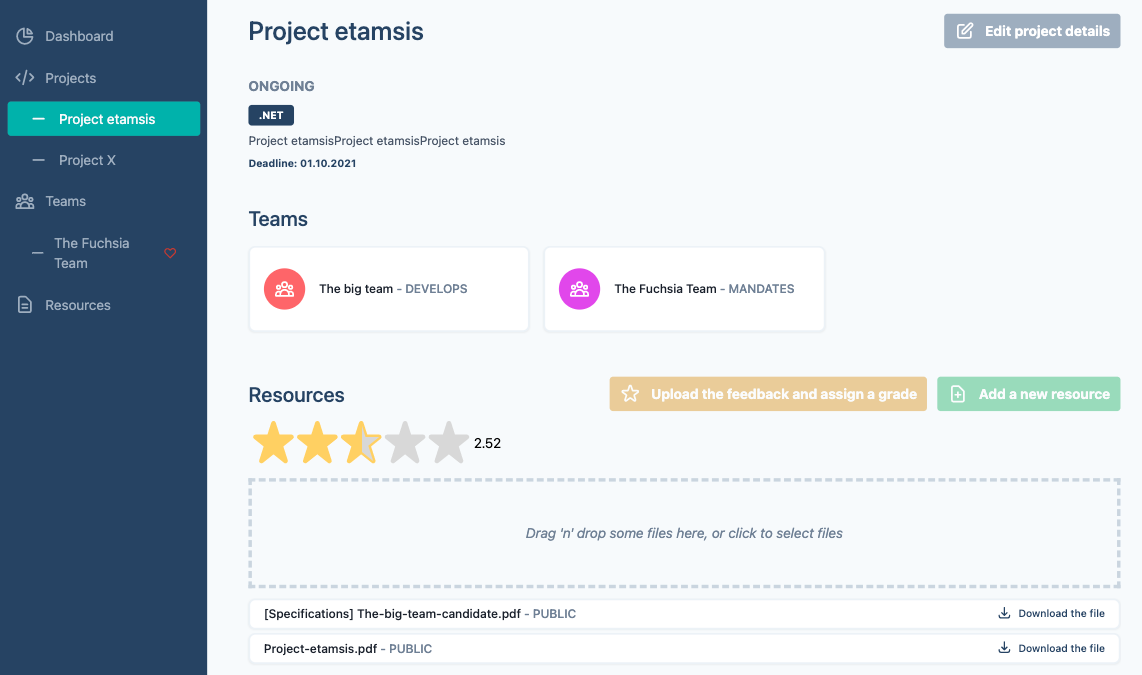 Dashboard
Projects
Project etamsis
Project X
Teams
The Fuchsia
Team
Resources
Project etamsis
Edit project details
ONGOING
.NET
Project etamsisProject etamsisProject etamsis
Deadline: 01.10.2021
Teams
The big team - DEVELOPS
The Fuchsia Team - MANDATES
Resources
Upload the feedback and assign a grade
Add a new resource
2.52
Drag 'n' drop some files here, or click to select files
[Specifications] The-big-team-candidate.pdf - PUBLIC
Download the file
Project-etamsis.pdf - PUBLIC
Download the file